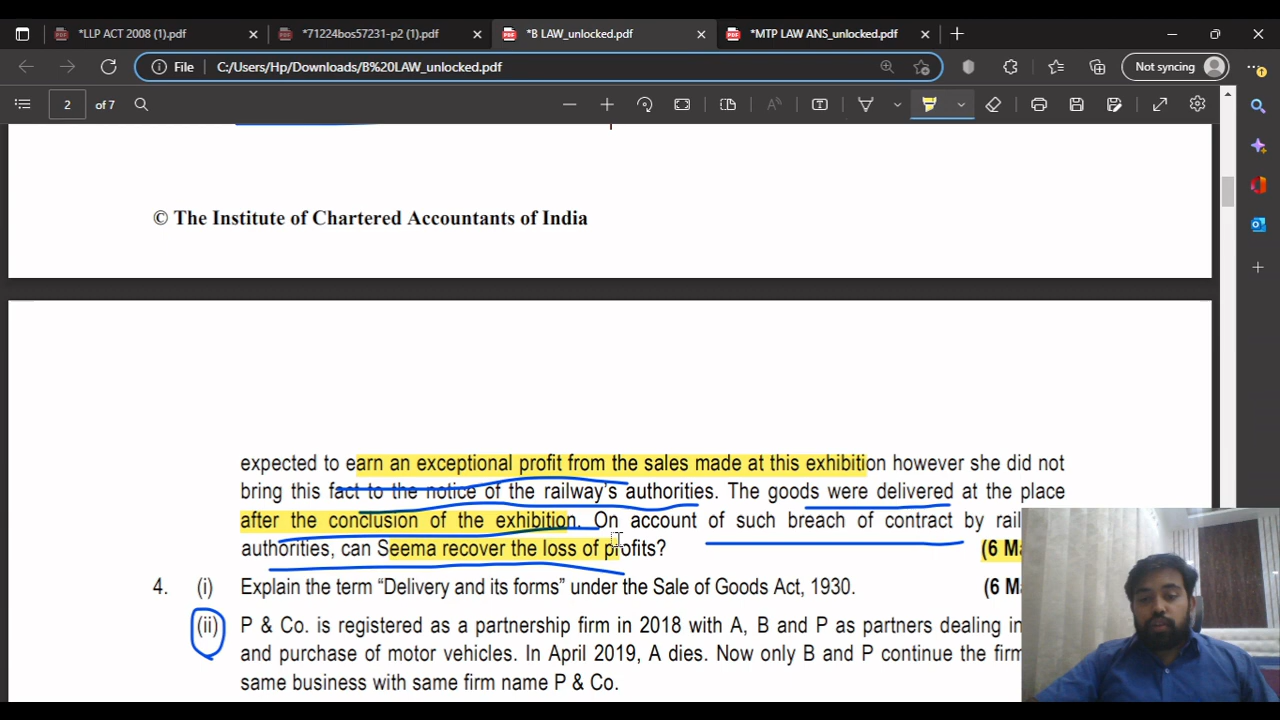 *LLP ACT 2008 (1).pdf
*71224bos57231-p2 (1).pdf
*B LAW_unlocked.pdf
*MTP LAW ANS_unlocked.pdf
File
C:/Users/Hp/Downloads/B%20LAW_unlocked.pdf
Not syncing
2 of 7
© The Institute of Chartered Accountants of India
expected to earn an exceptional profit from the sales made at this exhibition however she did not
bring this fact to the notice of the railway's authorities. The goods were delivered at the place
after the conclusion of the exhibition. On account of such breach of contract by rail
authorities, can Seema recover the loss of profits? (6 Ma
4. (i) Explain the term “Delivery and its forms” under the Sale of Goods Act, 1930. (6 M
(ii) P & Co. is registered as a partnership firm in 2018 with A, B and P as partners dealing in
and purchase of motor vehicles. In April 2019, A dies. Now only B and P continue the firm
same business with same firm name P & Co.